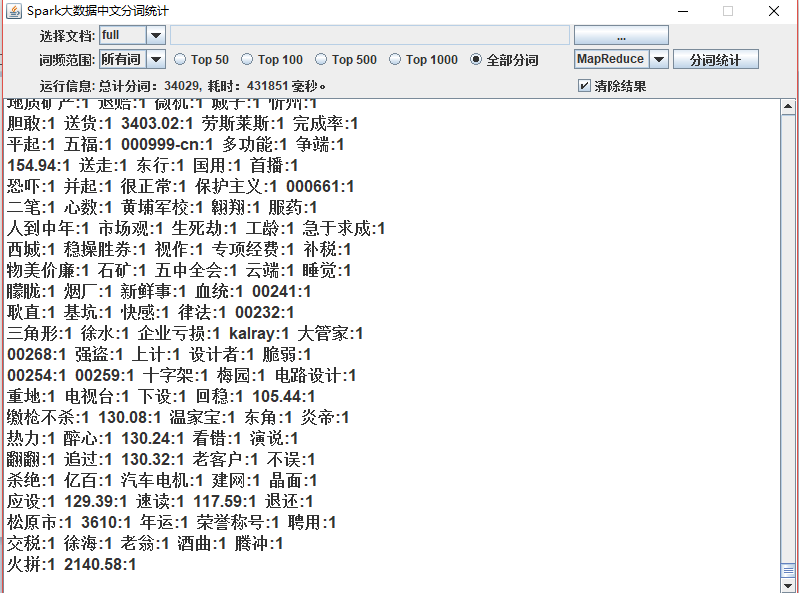 Spark大数据中文分词统计
选择文档: full ...
词频范围: 所有词 Top 50 Top 100 Top 500 Top 1000 全部分词 MapReduce 分词统计
运行信息: 总计分词：34029, 耗时：431851 毫秒。 清除结果
地质矿产:1 退赔:1 微机:1 城子:1 忻州:1
胆敢:1 送货:1 3403.02:1 劳斯莱斯:1 完成率:1
平起:1 五福:1 000999-cn:1 多功能:1 争端:1
154.94:1 送走:1 东行:1 国用:1 首播:1
恐吓:1 并起:1 很正常:1 保护主义:1 000661:1
二笔:1 心数:1 黄埔军校:1 翱翔:1 服药:1
人到中年:1 市场观:1 生死劫:1 工龄:1 急于求成:1
西城:1 稳操胜券:1 视作:1 专项经费:1 补税:1
物美价廉:1 石矿:1 五中全会:1 云端:1 睡觉:1
朦胧:1 烟厂:1 新鲜事:1 血统:1 00241:1
耿直:1 基坑:1 快感:1 律法:1 00232:1
三角形:1 徐水:1 企业亏损:1 kalray:1 大管家:1
00268:1 强盗:1 上计:1 设计者:1 脆弱:1
00254:1 00259:1 十字架:1 梅园:1 电路设计:1
重地:1 电视台:1 下设:1 回稳:1 105.44:1
缴枪不杀:1 130.08:1 温家宝:1 东角:1 炎帝:1
热力:1 醉心:1 130.24:1 看错:1 演说:1
翻翻:1 追过:1 130.32:1 老客户:1 不误:1
杀绝:1 亿百:1 汽车电机:1 建网:1 晶面:1
应设:1 129.39:1 速读:1 117.59:1 退还:1
松原市:1 3610:1 年运:1 荣誉称号:1 聘用:1
交税:1 徐海:1 老翁:1 酒曲:1 腾冲:1
火拼:1 2140.58:1